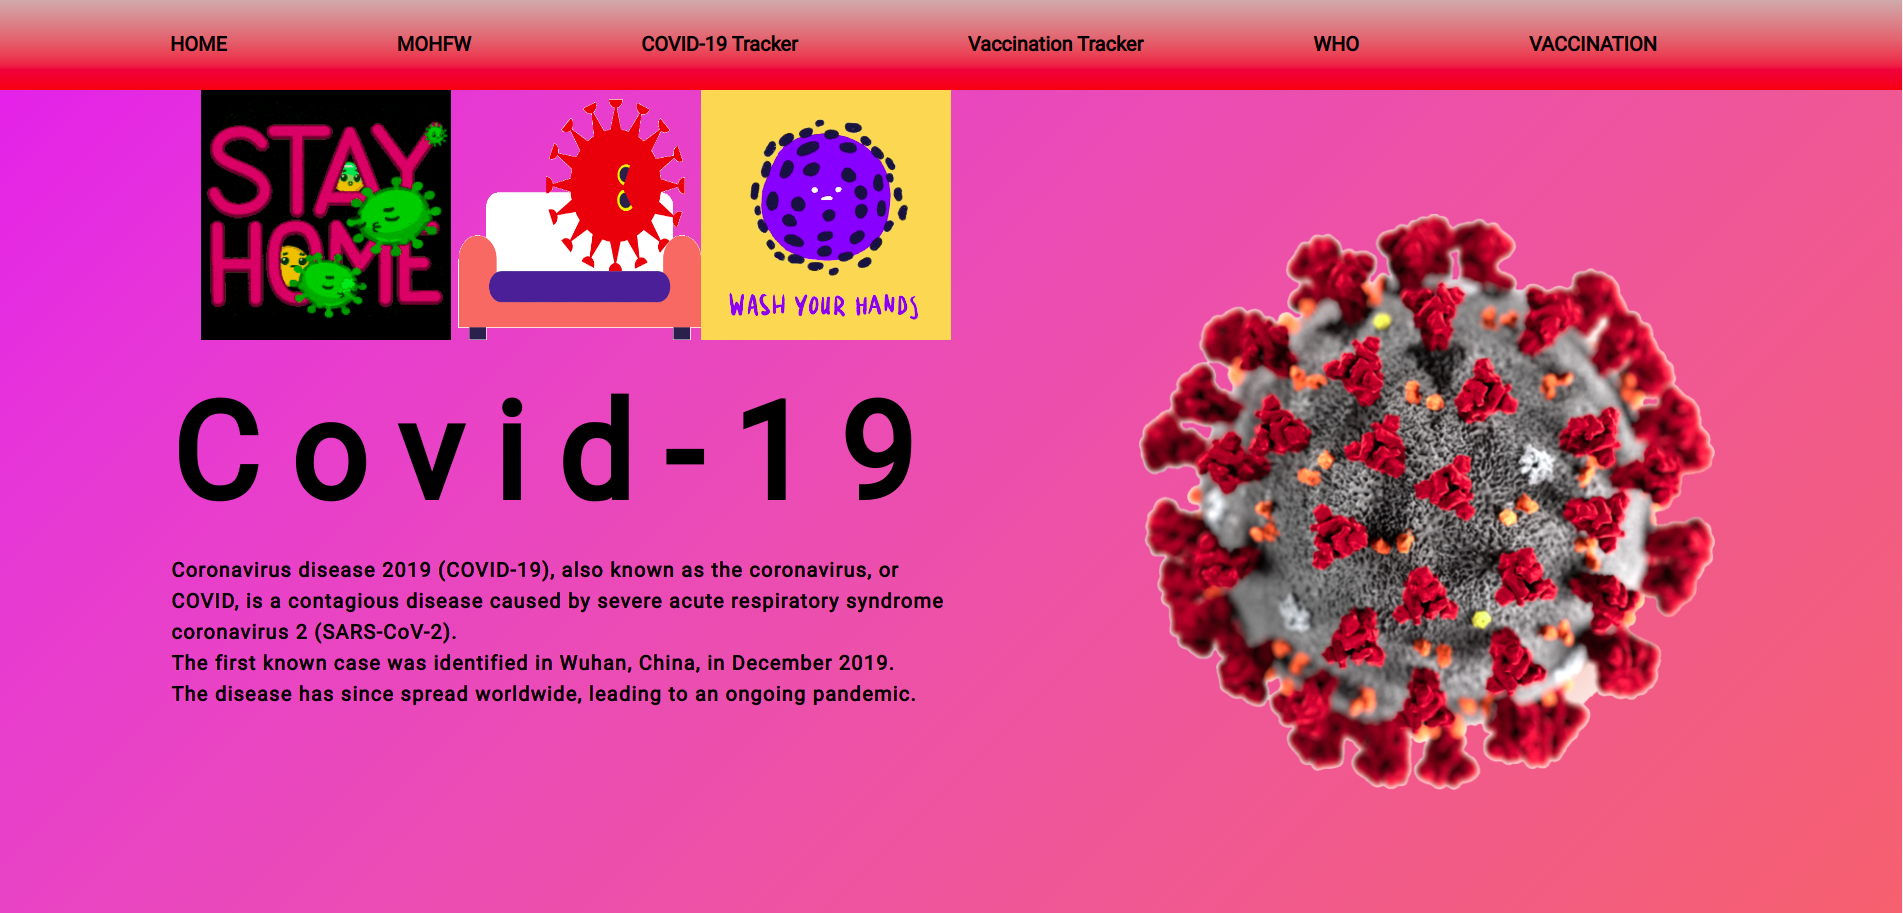 HOME MOHFW COVID-19 Tracker Vaccination Tracker WHO VACCINATION
STAY
HOME
WASH YOUR HANDS
Covid-19
Coronavirus disease 2019 (COVID-19), also known as the coronavirus, or
COVID, is a contagious disease caused by severe acute respiratory syndrome
coronavirus 2 (SARS-CoV-2).
The first known case was identified in Wuhan, China, in December 2019.
The disease has since spread worldwide, leading to an ongoing pandemic.